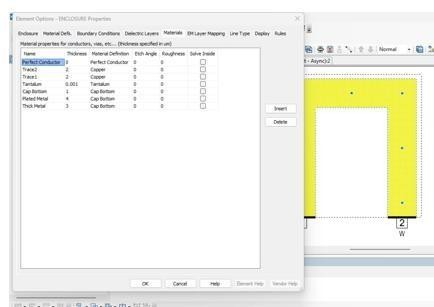 Element Options - ENCLOSURE Properties
Enclosure Material Defs. Boundary Conditions Dielectric Layers Materials EM Layer Mapping Line Type Display Rules
Material properties for conductors, vias, etc... (thickness specified in um)
Name Thickness Material Definition Etch Angle Roughness Solve Inside
Perfect Conductor 0 Perfect Conductor 0 0
Trace2 2 Copper 0 0
Trace1 2 Copper 0 0
Tantalum 0.001 Tantalum 0 0
Cap Bottom 1 Cap Bottom 0 0
Plated Metal 4 Cap Bottom 0 0
Thick Metal 3 Cap Bottom 0 0
Insert
Delete
OK Cancel Help Element Help Vendor Help
Normal
- Async)2
2
W